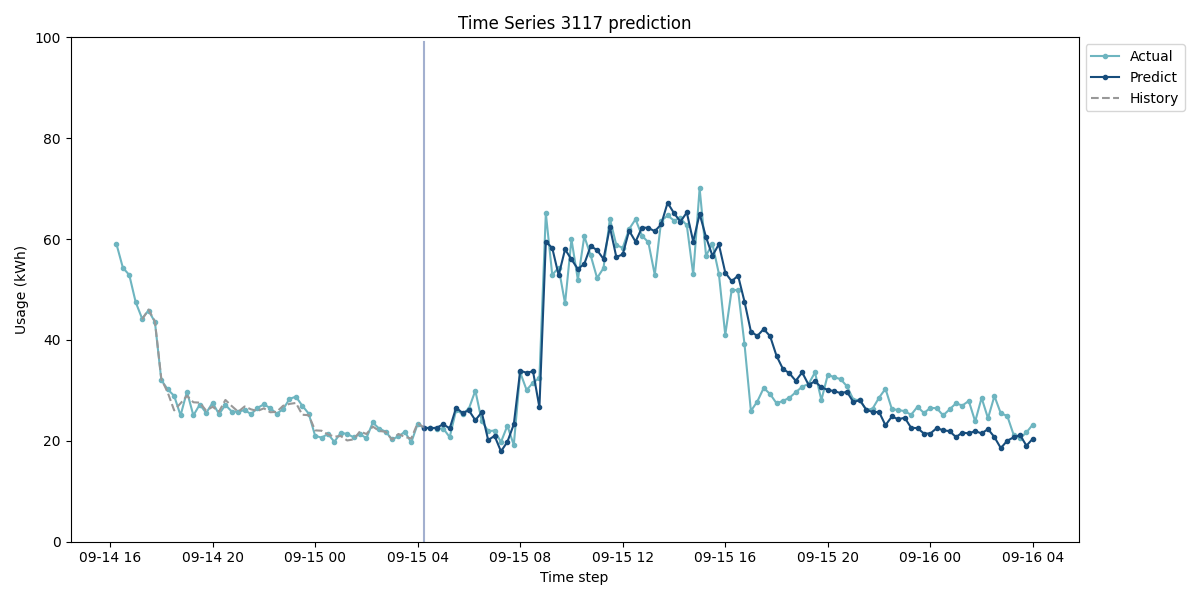 Time Series 3117 prediction
100
80
60
40
20
0
Usage (kWh)
09-14 16
09-14 20
09-15 00
09-15 04
09-15 08
09-15 12
09-15 16
09-15 20
09-16 00
09-16 04
Time step
Actual
Predict
History